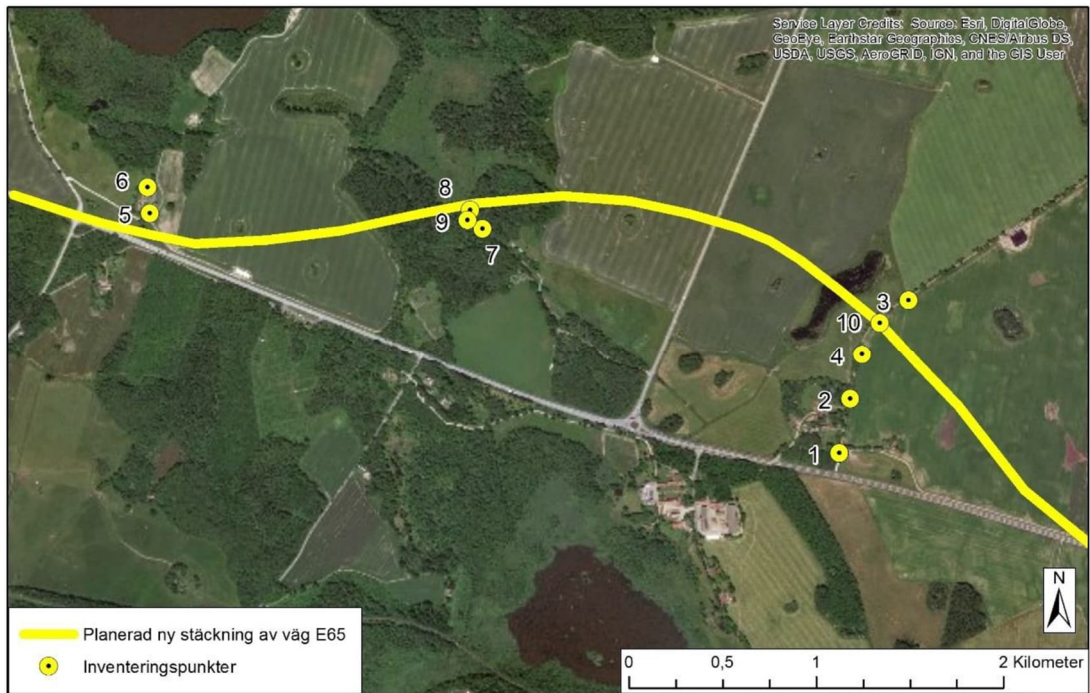 Service Layer Credits: Source: Esri, DigitalGlobe,
GeoEye, Earthstar Geographics, CNES/Airbus DS,
USDA, USGS, AeroGRID, IGN, and the GIS User
6
5
8
9
7
3
10
4
2
1
N
Planerad ny stäckning av väg E65
Inventeringspunkter
0 0,5 1 2 Kilometer